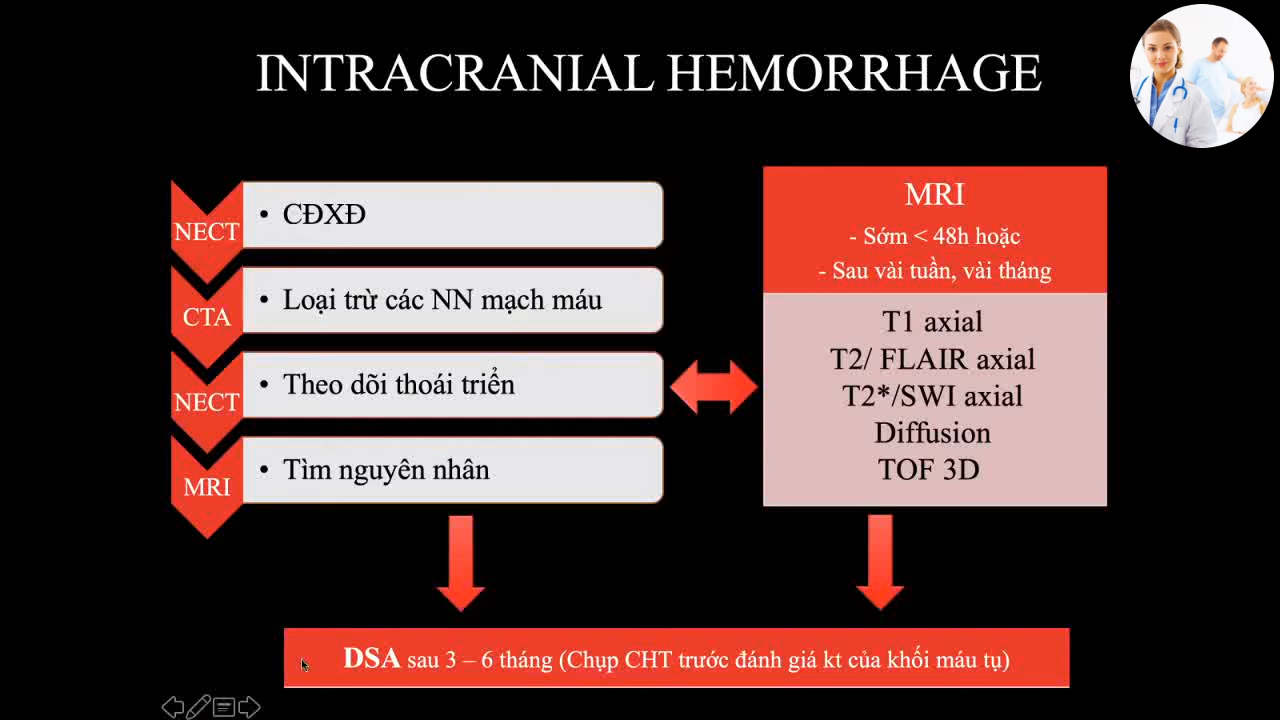 INTRACRANIAL HEMORRHAGE
NECT
• CĐXĐ
CTA
• Loại trừ các NN mạch máu
NECT
• Theo dõi thoái triển
MRI
• Tìm nguyên nhân
MRI
- Sớm < 48h hoặc
- Sau vài tuần, vài tháng
T1 axial
T2/ FLAIR axial
T2*/SWI axial
Diffusion
TOF 3D
DSA sau 3 – 6 tháng (Chụp CHT trước đánh giá kt của khối máu tụ)